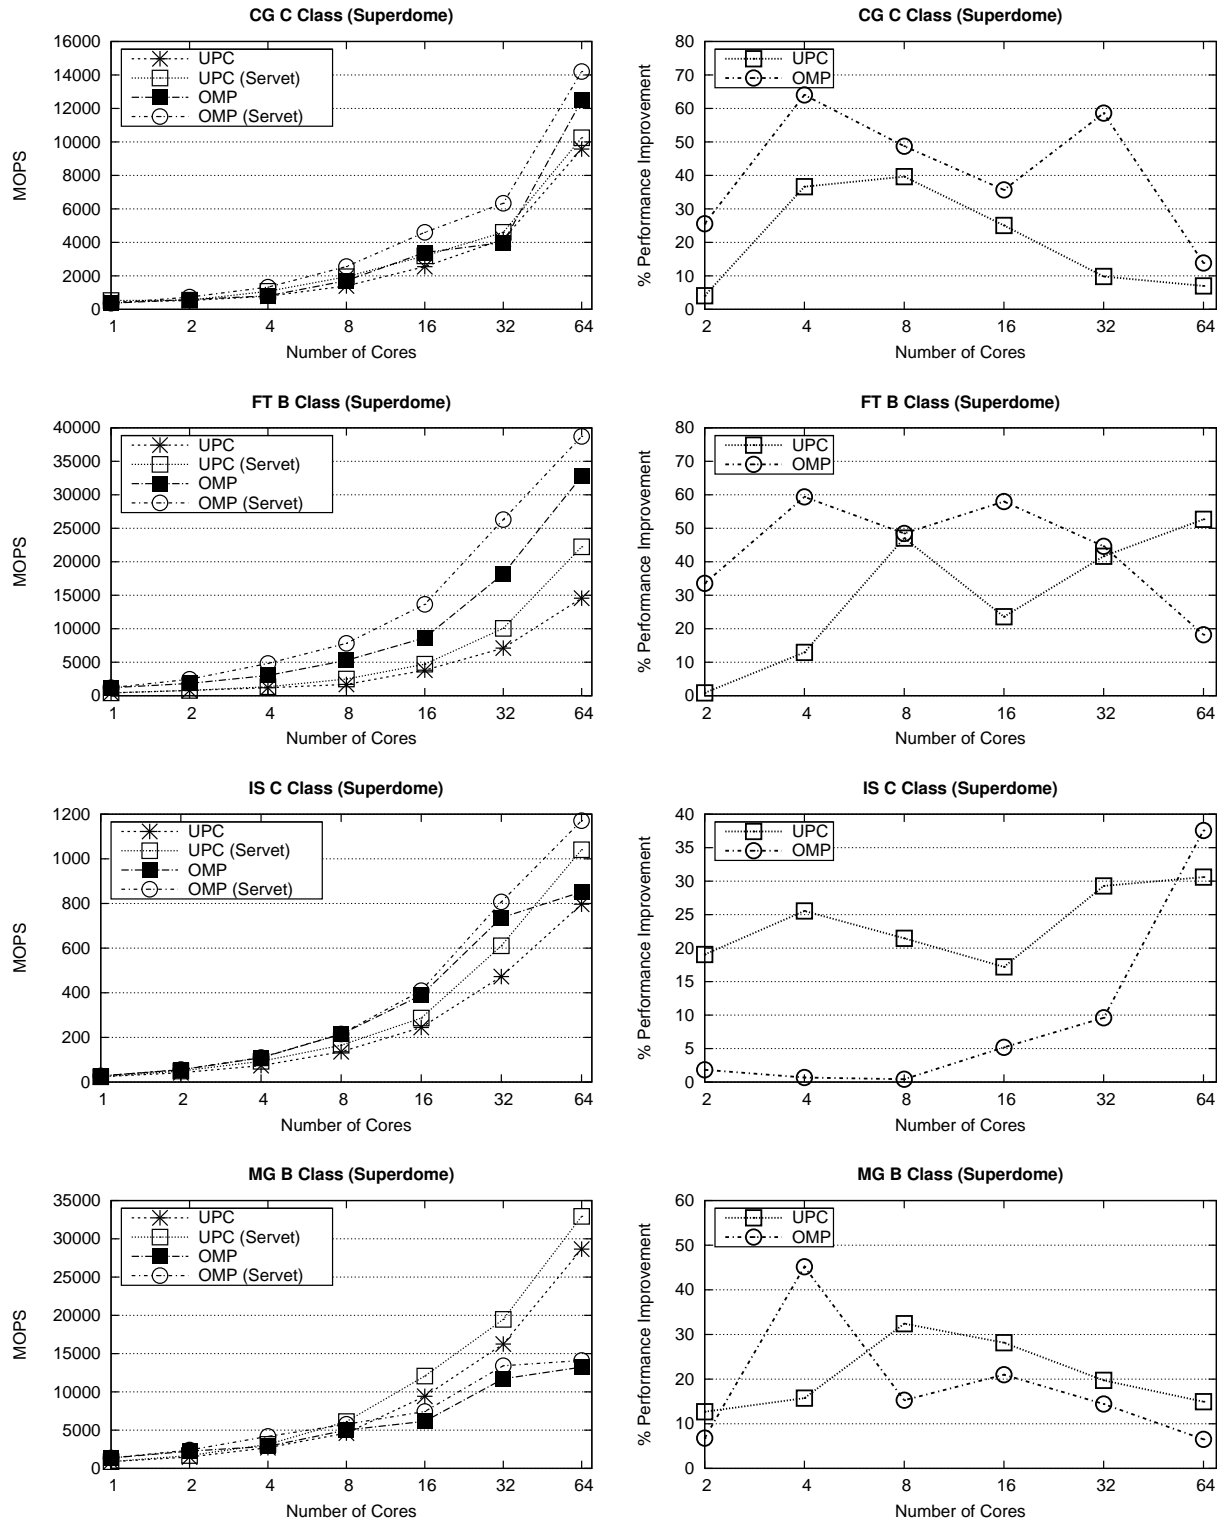 CG C Class (Superdome)
16000
14000
12000
10000
8000
6000
4000
2000
0
MOPS
UPC
UPC (Servet)
OMP
OMP (Servet)
1 2 4 8 16 32 64
Number of Cores
CG C Class (Superdome)
80
70
60
50
40
30
20
10
0
% Performance Improvement
UPC
OMP
2 4 8 16 32 64
Number of Cores
FT B Class (Superdome)
40000
35000
30000
25000
20000
15000
10000
5000
0
MOPS
UPC
UPC (Servet)
OMP
OMP (Servet)
1 2 4 8 16 32 64
Number of Cores
FT B Class (Superdome)
80
70
60
50
40
30
20
10
0
% Performance Improvement
UPC
OMP
2 4 8 16 32 64
Number of Cores
IS C Class (Superdome)
1200
1000
800
600
400
200
0
MOPS
UPC
UPC (Servet)
OMP
OMP (Servet)
1 2 4 8 16 32 64
Number of Cores
IS C Class (Superdome)
40
35
30
25
20
15
10
5
0
% Performance Improvement
UPC
OMP
2 4 8 16 32 64
Number of Cores
MG B Class (Superdome)
35000
30000
25000
20000
15000
10000
5000
0
MOPS
UPC
UPC (Servet)
OMP
OMP (Servet)
1 2 4 8 16 32 64
Number of Cores
MG B Class (Superdome)
60
50
40
30
20
10
0
% Performance Improvement
UPC
OMP
2 4 8 16 32 64
Number of Cores